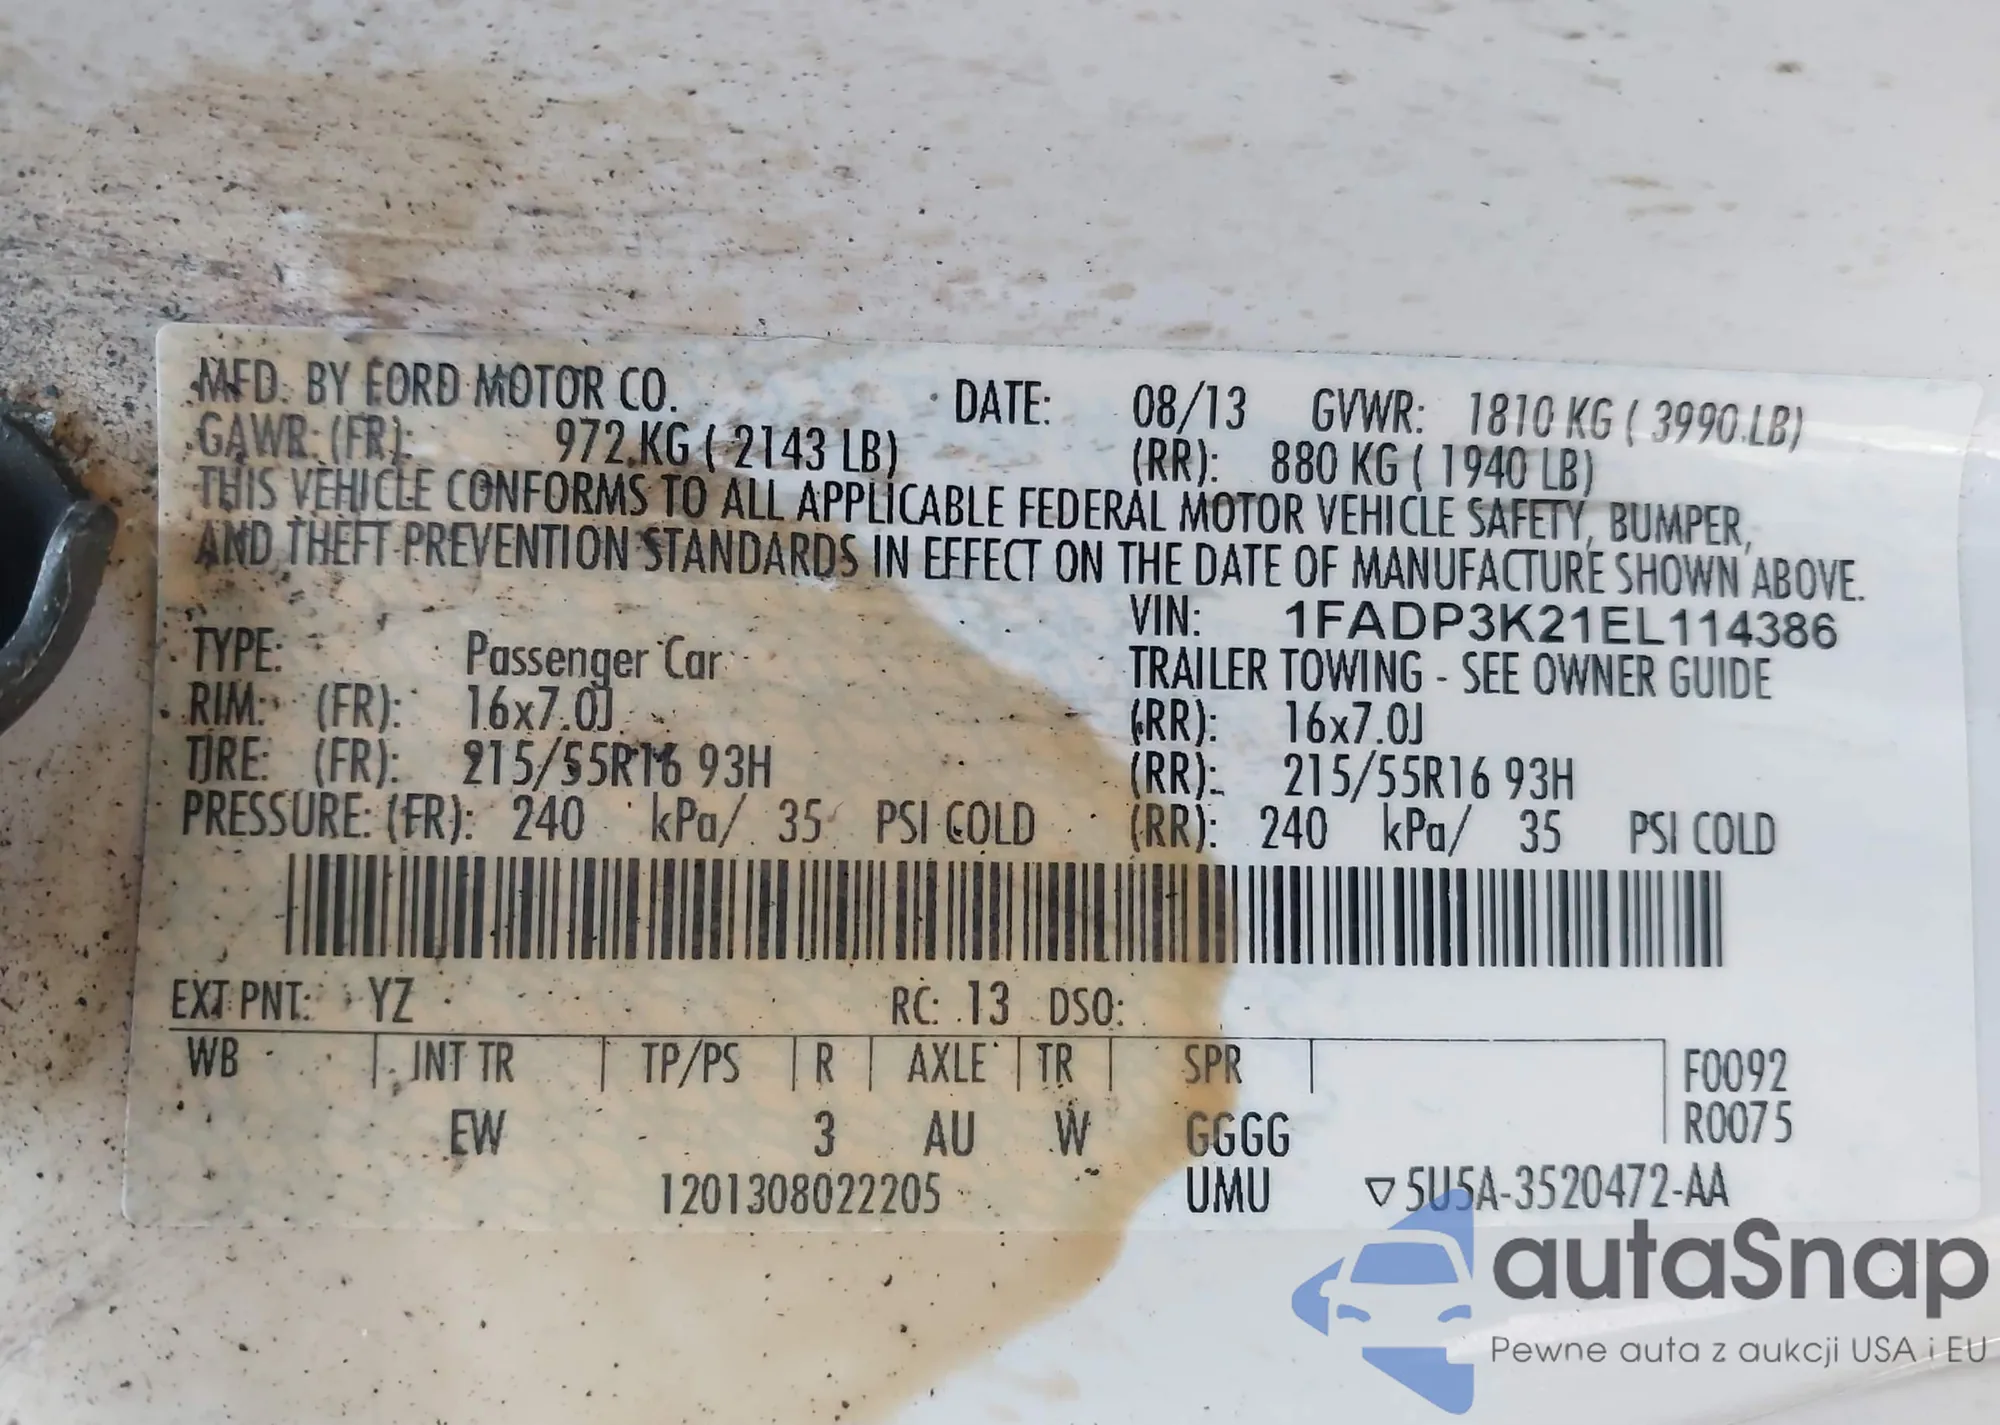 MFD. BY FORD MOTOR CO. DATE: 08/13 GVWR: 1810 KG ( 3990 LB)
GAWR: (FR): 972 KG ( 2143 LB) (RR): 880 KG ( 1940 LB)
THIS VEHICLE CONFORMS TO ALL APPLICABLE FEDERAL MOTOR VEHICLE SAFETY, BUMPER,
AND THEFT PREVENTION STANDARDS IN EFFECT ON THE DATE OF MANUFACTURE SHOWN ABOVE.
VIN: 1FADP3K21EL114386
TYPE: Passenger Car TRAILER TOWING - SEE OWNER GUIDE
RIM: (FR): 16x7.0J (RR): 16x7.0J
TIRE: (FR): 215/55R16 93H (RR): 215/55R16 93H
PRESSURE: (FR): 240 kPa/ 35 PSI COLD (RR): 240 kPa/ 35 PSI COLD
EXT PNT: YZ RC: 13 DSO:
WB INT TR TP/PS R AXLE TR SPR F0092
EW 3 AU W GGGG R0075
1201308022205 UMU ▽5U5A-3520472-AA
autaSnap
Pewne auta z aukcji USA i EU